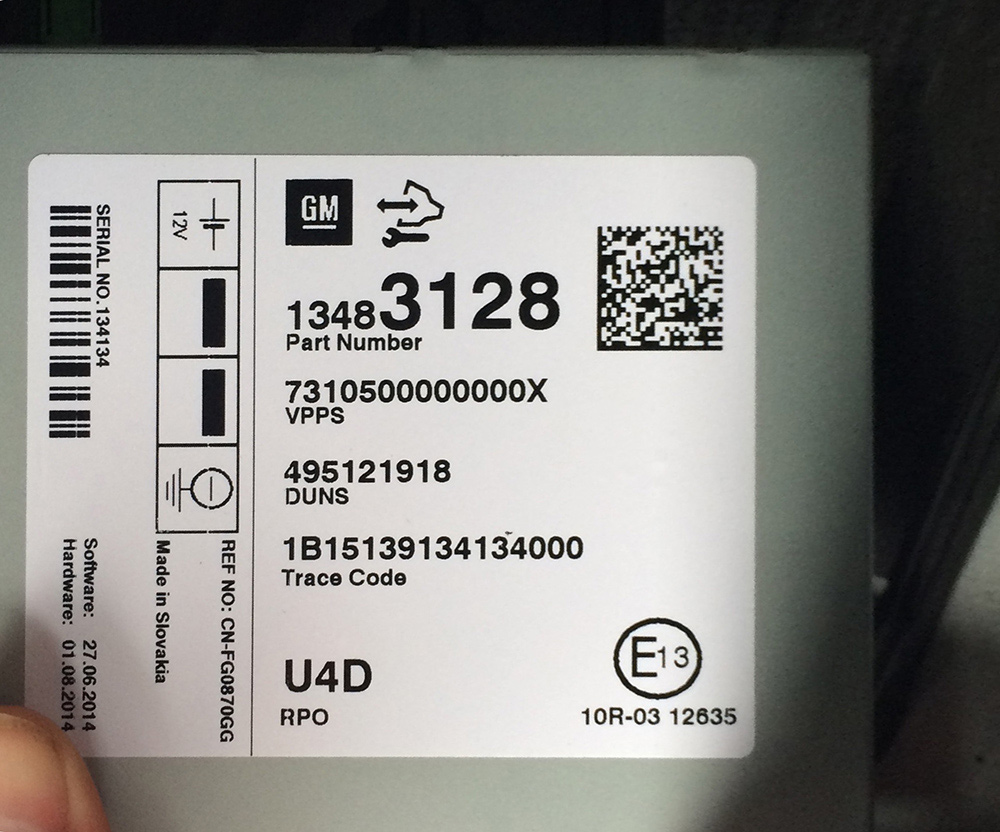 SERIAL NO.134134
12V
REF NO: CN-FG0870GG
Made in Slovakia
Software: 27.06.2014
Hardware: 01.08.2014
GM
13483128
Part Number
7310500000000X
VPPS
495121918
DUNS
1B15139134134000
Trace Code
U4D
RPO
E13
10R-03 12635